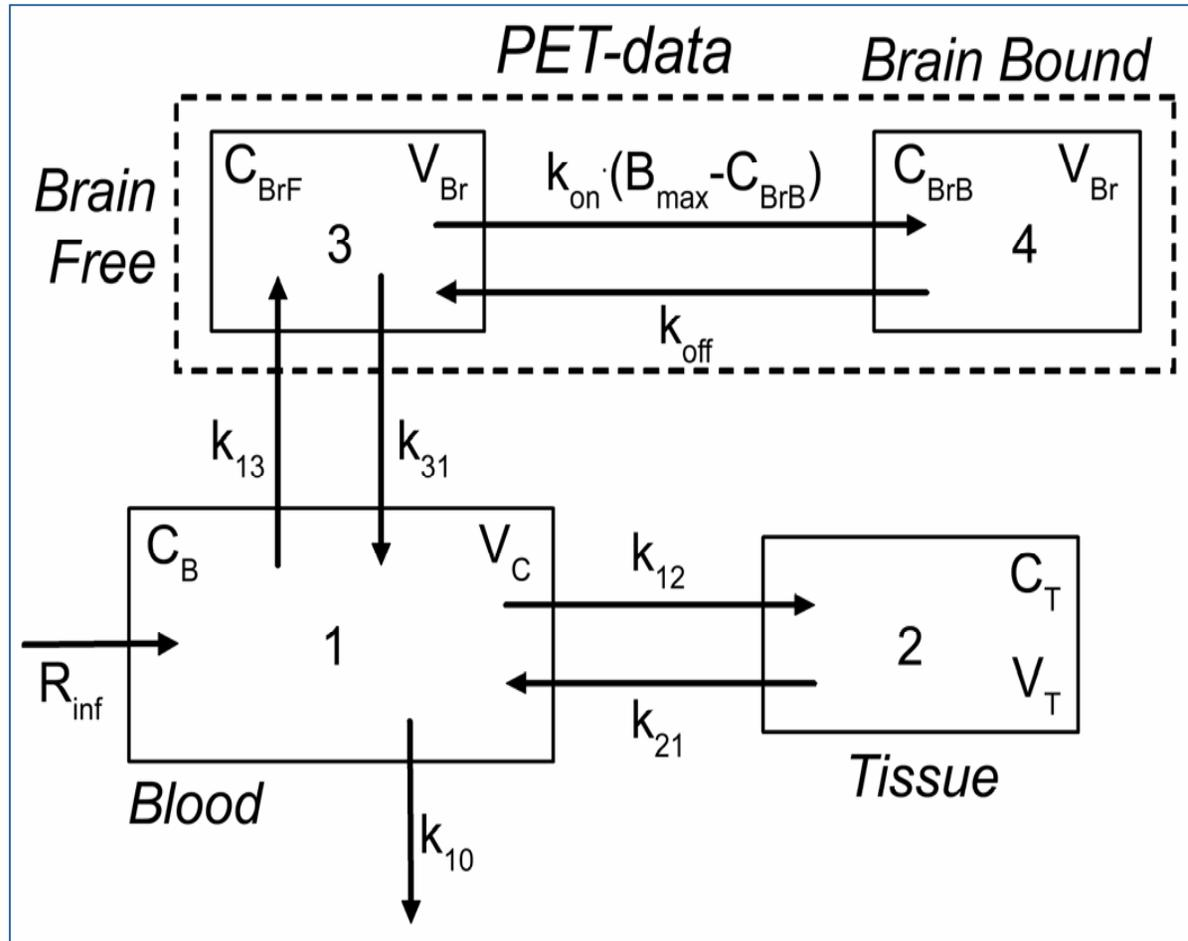 PET-data
Brain Bound
Brain
Free
C_BrF
V_Br
3
k_on·(B_max-C_BrB)
k_off
C_BrB
V_Br
4
k_13
k_31
C_B
V_C
1
R_inf
k_12
k_21
C_T
2
V_T
Blood
Tissue
k_10